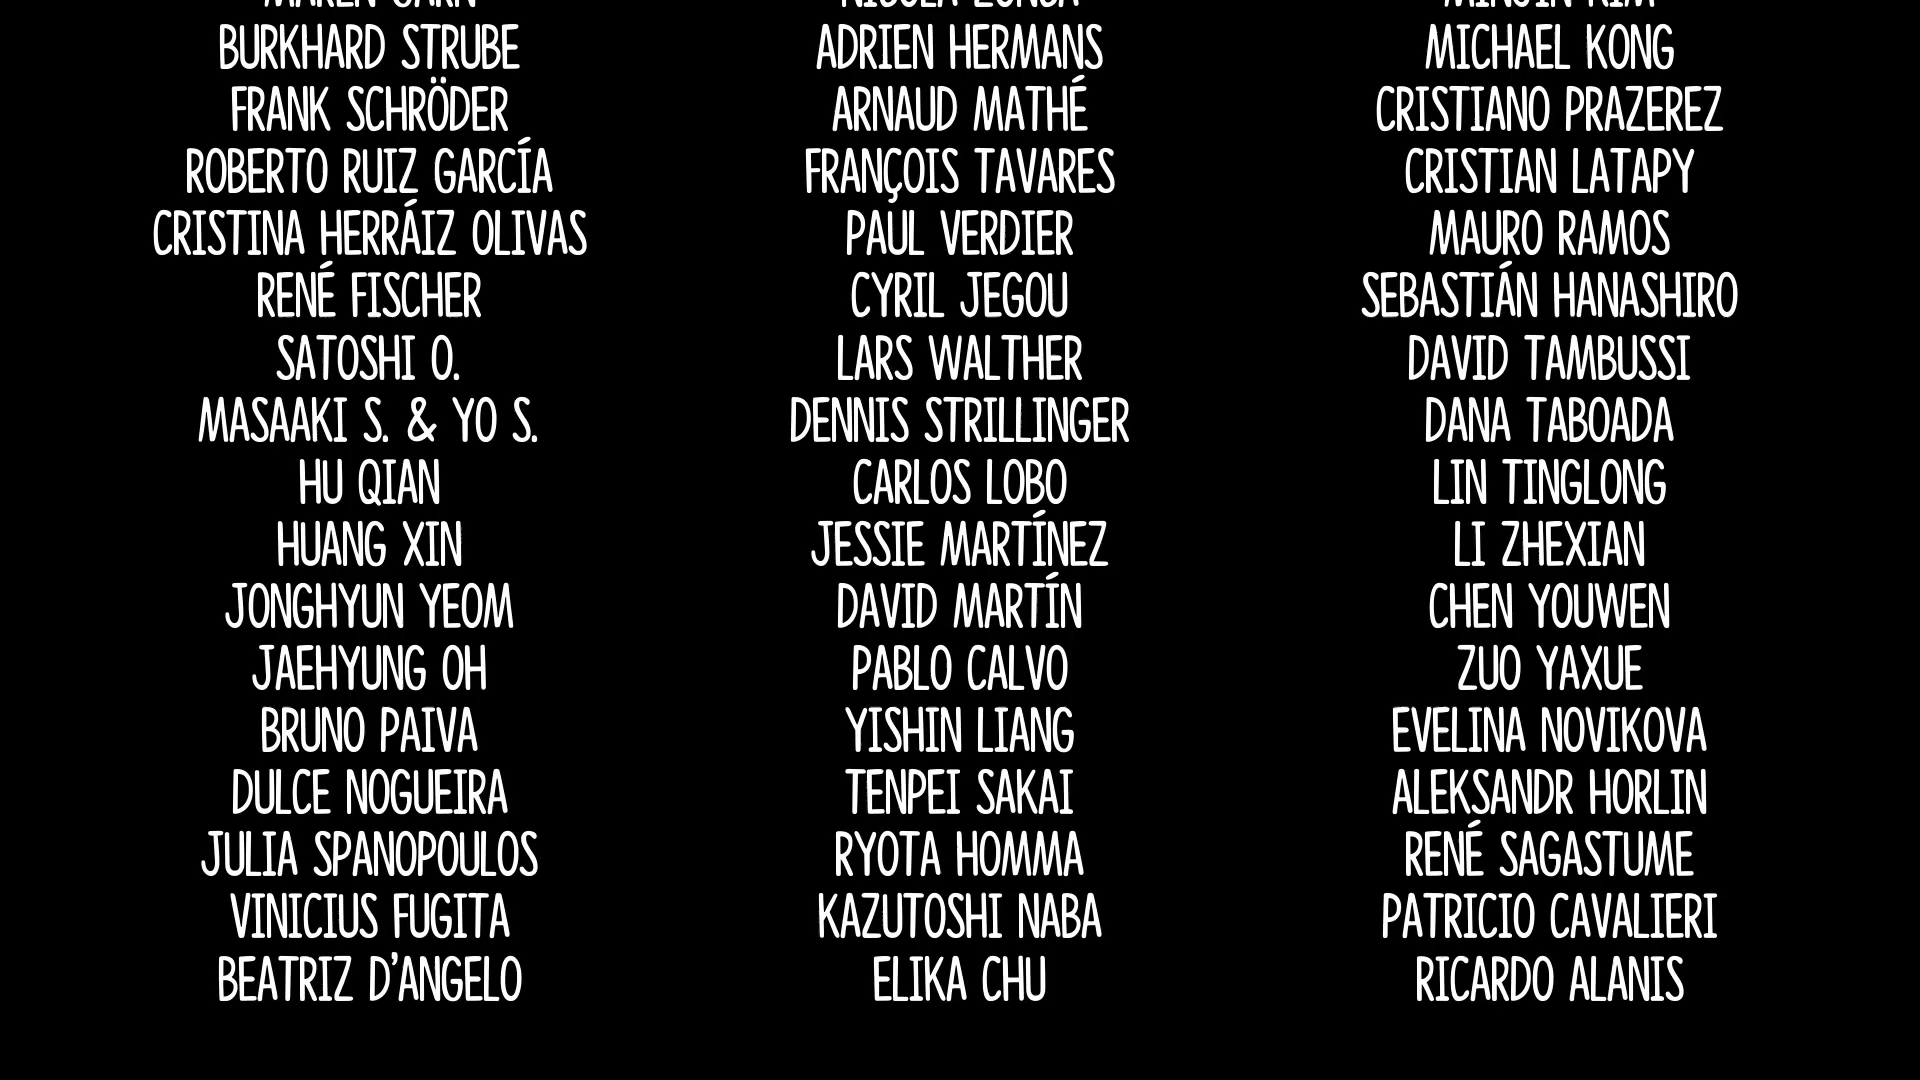 BURKHARD STRUBE
FRANK SCHRÖDER
ROBERTO RUIZ GARCÍA
CRISTINA HERRÁIZ OLIVAS
RENÉ FISCHER
SATOSHI O.
MASAAKI S. & YO S.
HU QIAN
HUANG XIN
JONGHYUN YEOM
JAEHYUNG OH
BRUNO PAIVA
DULCE NOGUEIRA
JULIA SPANOPOULOS
VINICIUS FUGITA
BEATRIZ D'ANGELO
ADRIEN HERMANS
ARNAUD MATHÉ
FRANÇOIS TAVARES
PAUL VERDIER
CYRIL JEGOU
LARS WALTHER
DENNIS STRILLINGER
CARLOS LOBO
JESSIE MARTÍNEZ
DAVID MARTÍN
PABLO CALVO
YISHIN LIANG
TENPEI SAKAI
RYOTA HOMMA
KAZUTOSHI NABA
ELIKA CHU
MICHAEL KONG
CRISTIANO PRAZEREZ
CRISTIAN LATAPY
MAURO RAMOS
SEBASTIÁN HANASHIRO
DAVID TAMBUSSI
DANA TABOADA
LIN TINGLONG
LI ZHEXIAN
CHEN YOUWEN
ZUO YAXUE
EVELINA NOVIKOVA
ALEKSANDR HORLIN
RENÉ SAGASTUME
PATRICIO CAVALIERI
RICARDO ALANIS